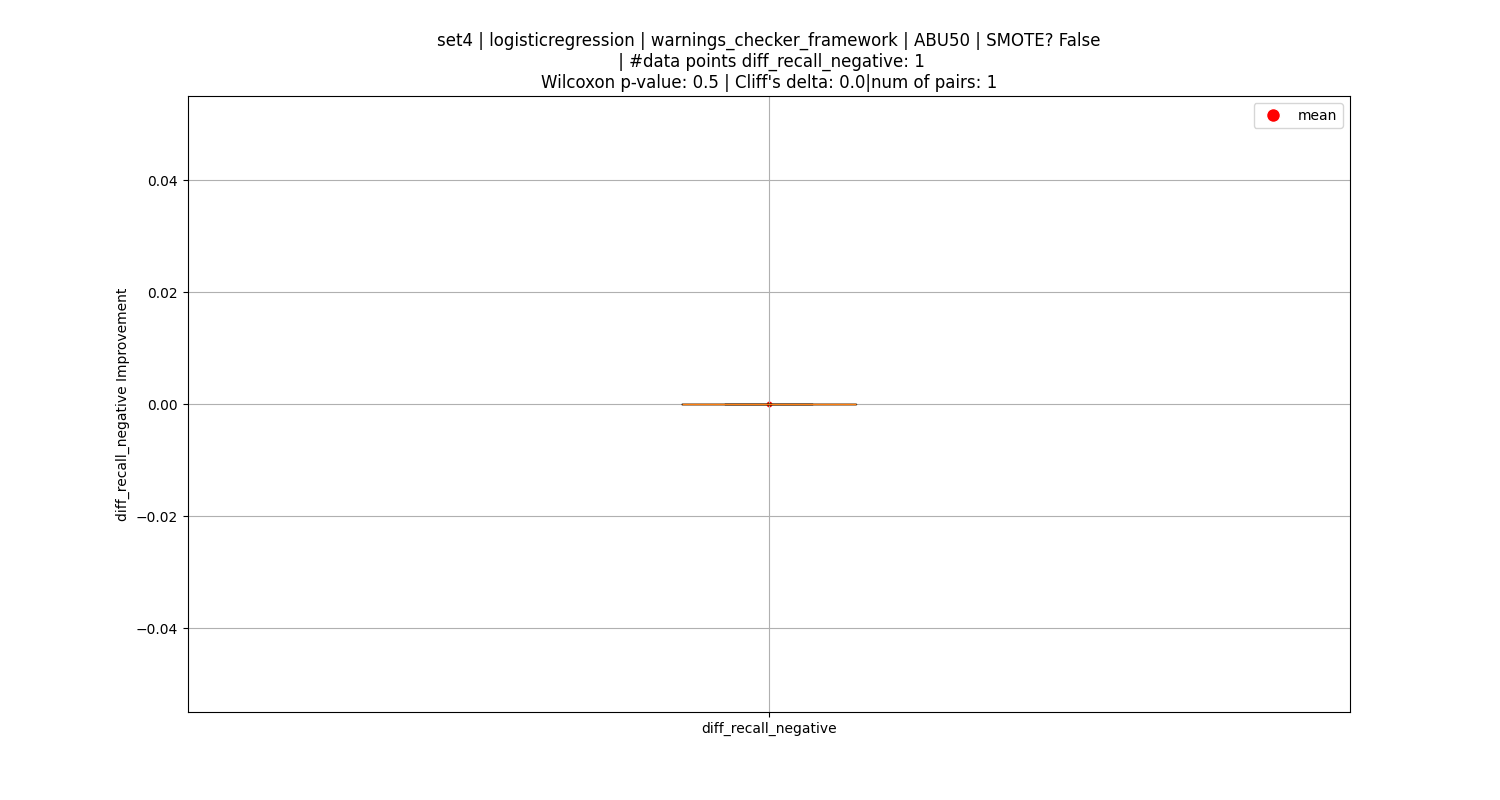 set4 | logisticregression | warnings_checker_framework | ABU50 | SMOTE? False
| #data points diff_recall_negative: 1
Wilcoxon p-value: 0.5 | Cliff's delta: 0.0|num of pairs: 1
mean
0.04
0.02
0.00
−0.02
−0.04
diff_recall_negative Improvement
diff_recall_negative